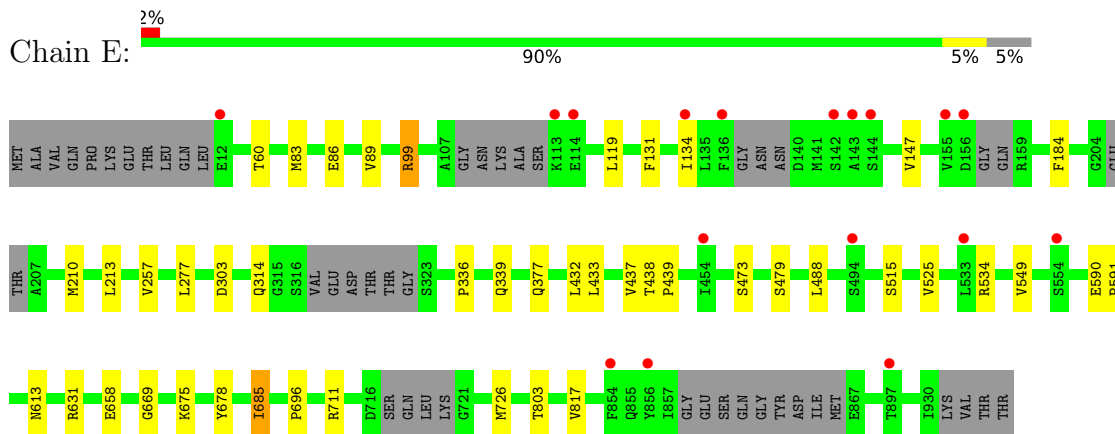 2%
Chain E:
90% 5% 5%
MET ALA VAL GLN PRO LYS GLU THR LEU GLN LEU E12 T60 M83 E86 V89 R99 A107 GLY ASN LYS ALA SER K113 E114 L119 F131 I134 L135 F136 GLY ASN ASN D140 M141 S142 A143 S144 V147 V155 D156 GLY GLN R159 F184 G204 GLU
THR A207 M210 L213 V257 L277 D303 Q314 G315 S316 VAL GLU ASP THR THR GLY S323 P336 Q339 Q377 L432 L433 V437 T438 P439 I454 S473 S479 L488 S494 S515 V525 L533 R534 V549 S554 E590
N613 R631 E658 G669 K675 Y678 I685 P696 R711 D716 SER GLN LEU LYS G721 M726 T803 V817 F854 Q855 Y856 I857 GLY GLU SER GLN GLY TYR ASP ILE MET E867 T897 I930 LYS VAL THR THR